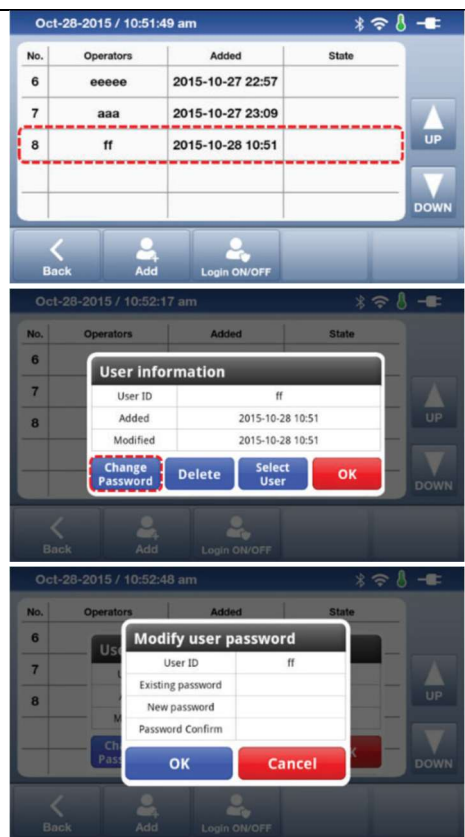 Oct-28-2015 / 10:51:49 am
No. Operators Added State
6 eeeee 2015-10-27 22:57
7 aaa 2015-10-27 23:09
8 ff 2015-10-28 10:51
UP
DOWN
Back Add Login ON/OFF
Oct-28-2015 / 10:52:17 am
No. Operators Added State
6
User information
7 User ID ff
8 Added 2015-10-28 10:51
UP
Modified 2015-10-28 10:51
Change Password Delete Select User OK
DOWN
Back Add Login ON/OFF
Oct-28-2015 / 10:52:48 am
No. Operators Added State
6 Use
Modify user password
7 User ID ff
Existing password
8 New password
UP
M
Password Confirm
Ch
Pass
OK Cancel
K
DOWN
Back Add Login ON/OFF